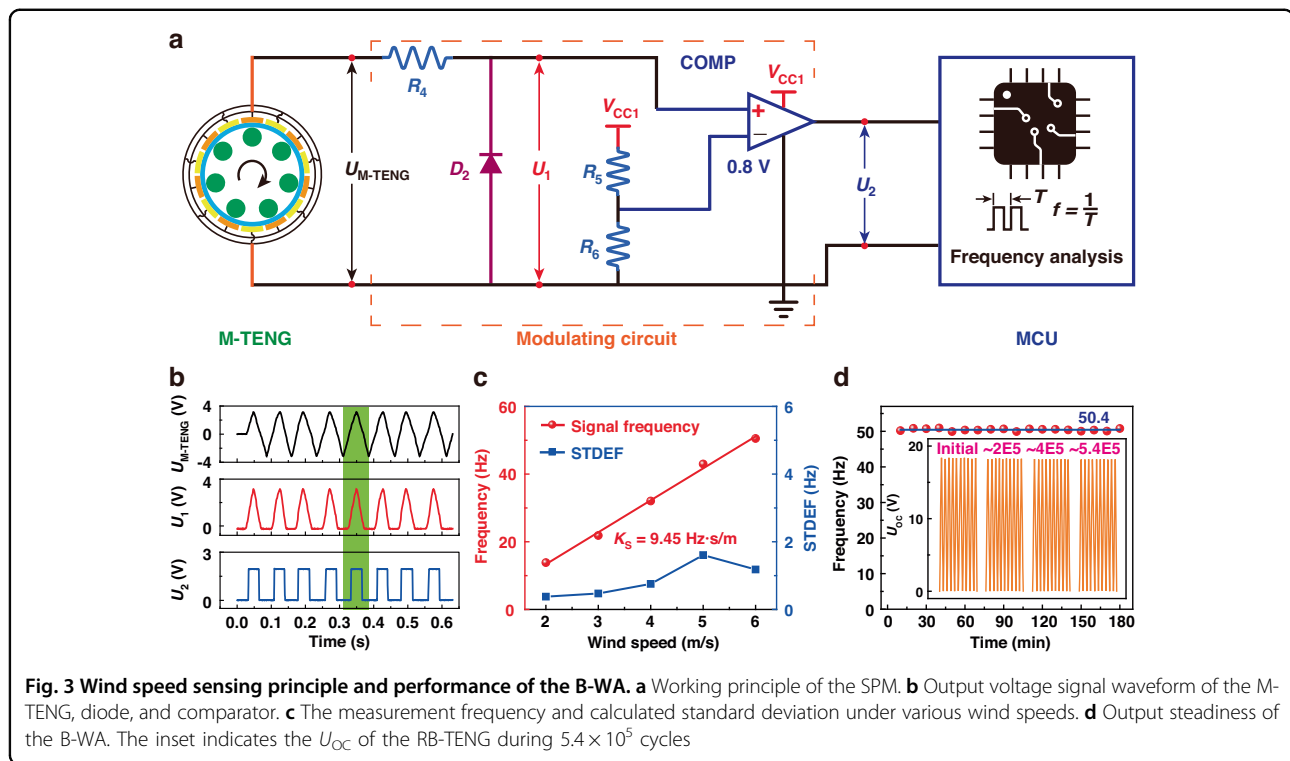 a
COMP
R4
VCC1
VCC1
+
−
0.8 V
UM-TENG
D2
U1
R5
R6
U2
T
f = 1/T
Frequency analysis
M-TENG
Modulating circuit
MCU
b
UM-TENG (V)
4
0
-4
U1 (V)
4
0
U2 (V)
3
0
0.0 0.1 0.2 0.3 0.4 0.5 0.6
Time (s)
c
Frequency (Hz)
60
40
20
0
Signal frequency
STDEF
KS = 9.45 Hz·s/m
6
4
2
0
STDEF (Hz)
2 3 4 5 6
Wind speed (m/s)
d
Frequency (Hz)
60
50
40
30
20
10
0
50.4
Initial ~2E5 ~4E5 ~5.4E5
UOC (V)
20
10
0
0 30 60 90 120 150 180
Time (min)
Fig. 3 Wind speed sensing principle and performance of the B-WA. a Working principle of the SPM. b Output voltage signal waveform of the M-
TENG, diode, and comparator. c The measurement frequency and calculated standard deviation under various wind speeds. d Output steadiness of
the B-WA. The inset indicates the UOC of the RB-TENG during 5.4 × 10⁵ cycles